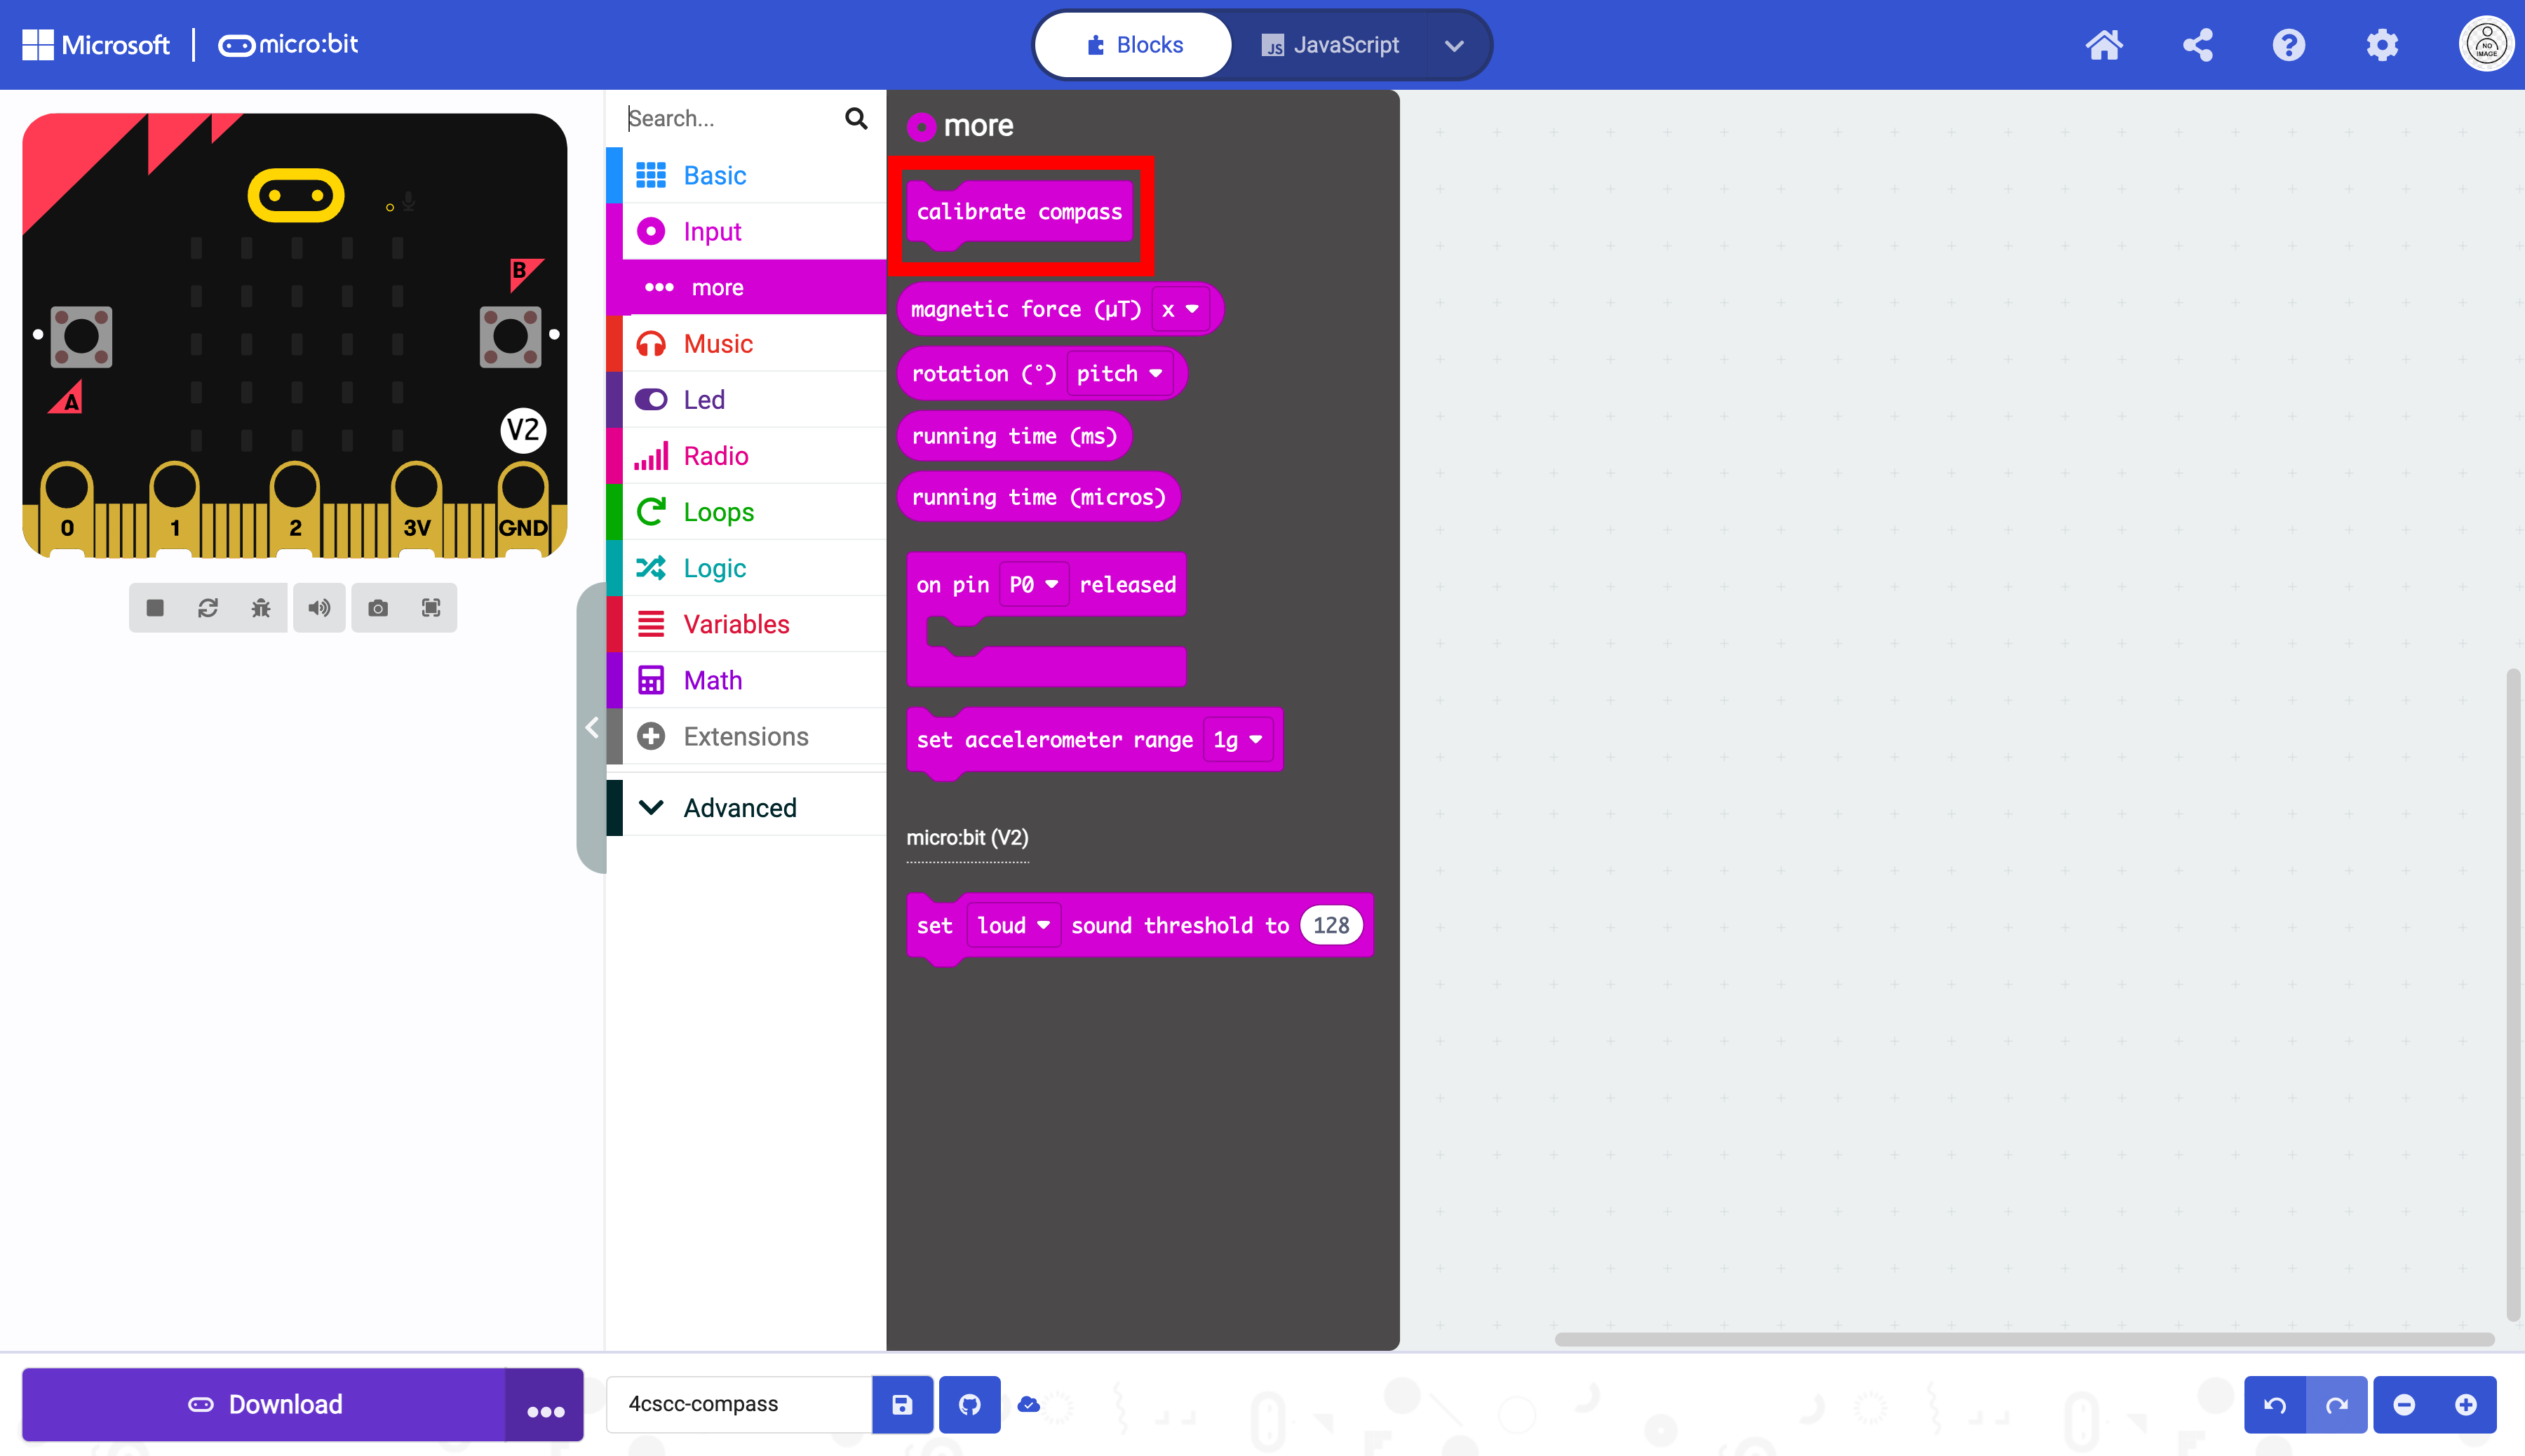 Microsoft micro:bit
Blocks
JS JavaScript
NO IMAGE
B
A
V2
0 1 2 3V GND
Search...
Basic
Input
more
Music
Led
Radio
Loops
Logic
Variables
Math
Extensions
Advanced
more
calibrate compass
magnetic force (µT) x
rotation (°) pitch
running time (ms)
running time (micros)
on pin P0 released
set accelerometer range 1g
micro:bit (V2)
set loud sound threshold to 128
Download
4cscc-compass